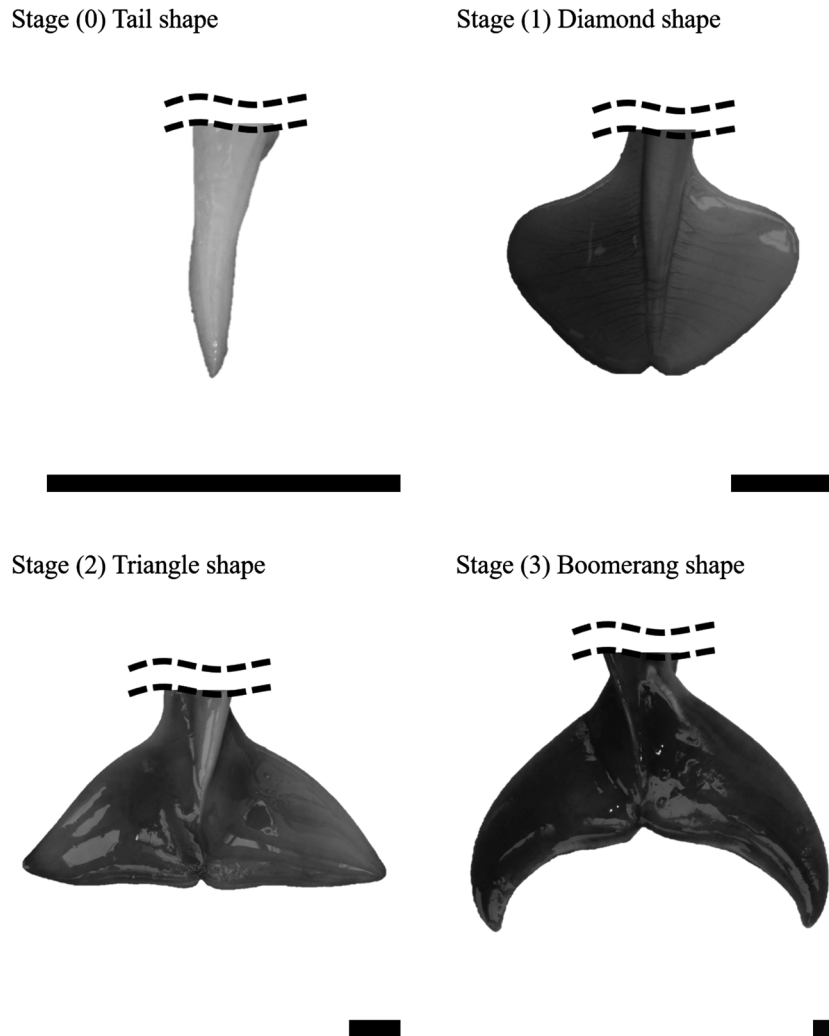 Stage (0) Tail shape
Stage (1) Diamond shape
Stage (2) Triangle shape
Stage (3) Boomerang shape